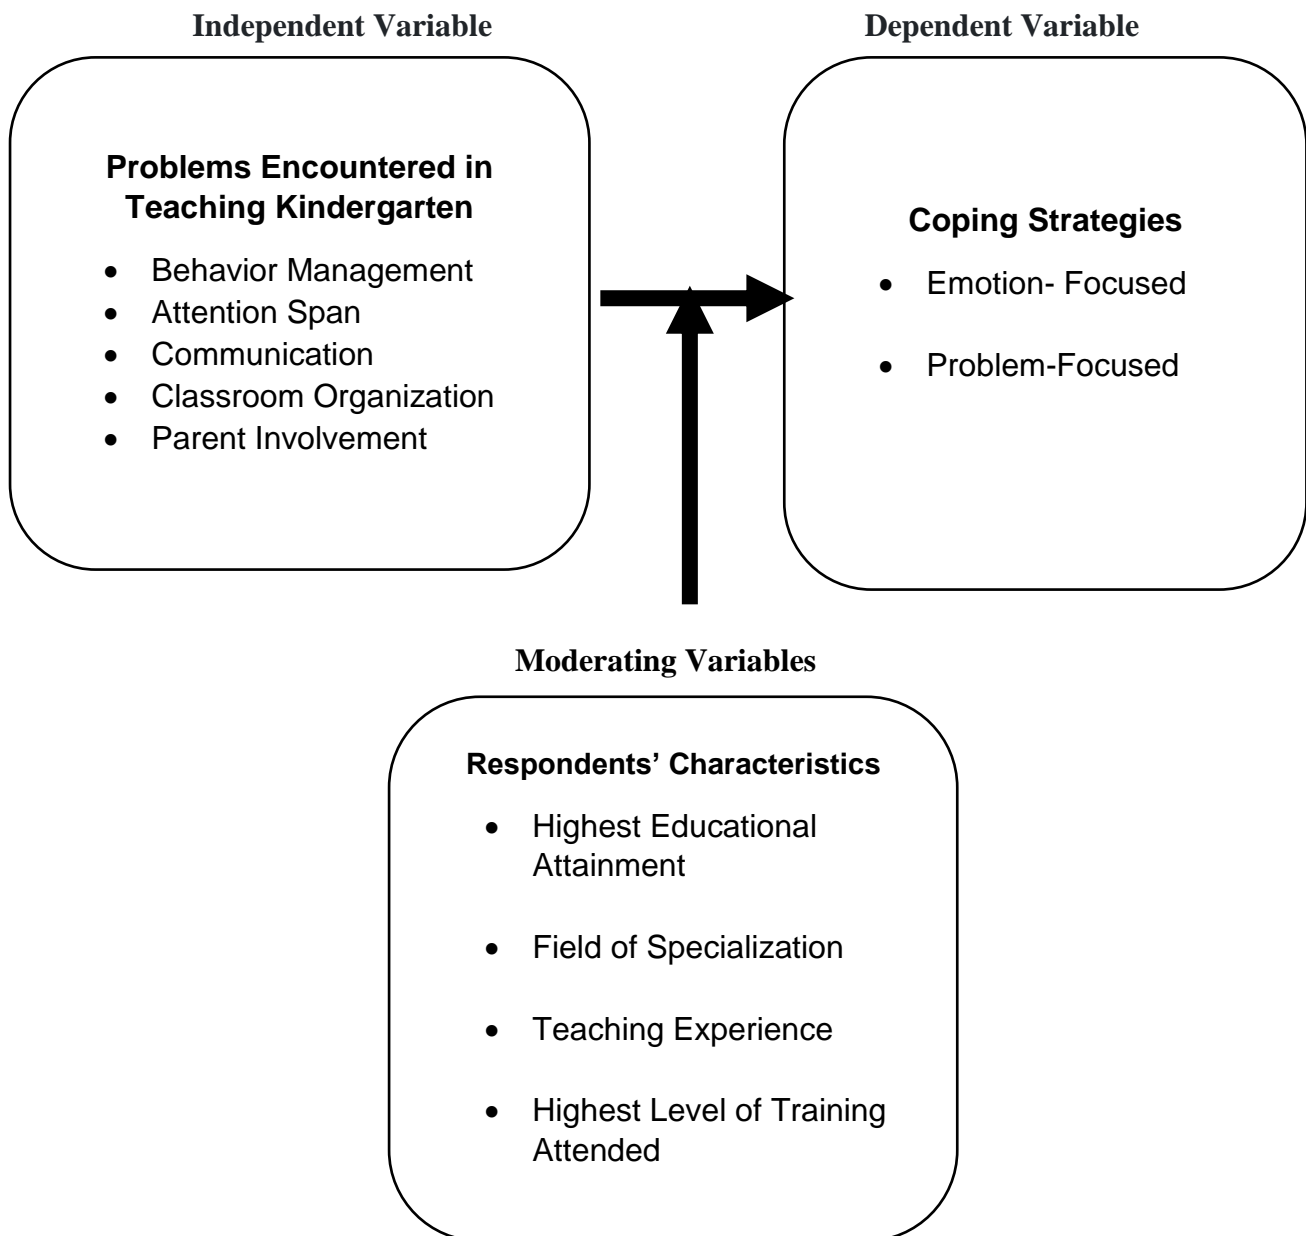 Independent Variable
Dependent Variable
Problems Encountered in
Teaching Kindergarten
• Behavior Management
• Attention Span
• Communication
• Classroom Organization
• Parent Involvement
Coping Strategies
• Emotion- Focused
• Problem-Focused
Moderating Variables
Respondents’ Characteristics
• Highest Educational
Attainment
• Field of Specialization
• Teaching Experience
• Highest Level of Training
Attended